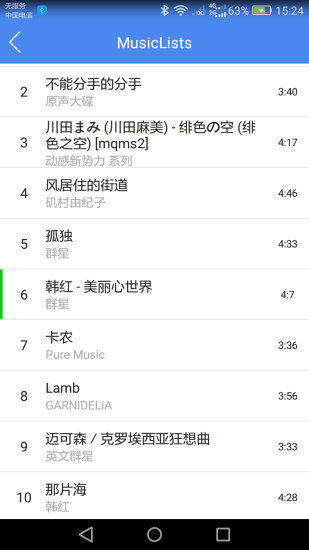 无服务
中国电信
4G 2G
63%
15:24
MusicLists
2
不能分手的分手
原声大碟
3:40
3
川田まみ (川田麻美) - 绯色の空 (绯
色之空) [mqms2]
动感新势力 系列
4:17
4
风居住的街道
矶村由纪子
4:46
5
孤独
群星
4:33
6
韩红 - 美丽心世界
群星
4:7
7
卡农
Pure Music
3:36
8
Lamb
GARNiDELiA
3:56
9
迈可森 / 克罗埃西亚狂想曲
英文群星
3:33
10
那片海
韩红
4:28